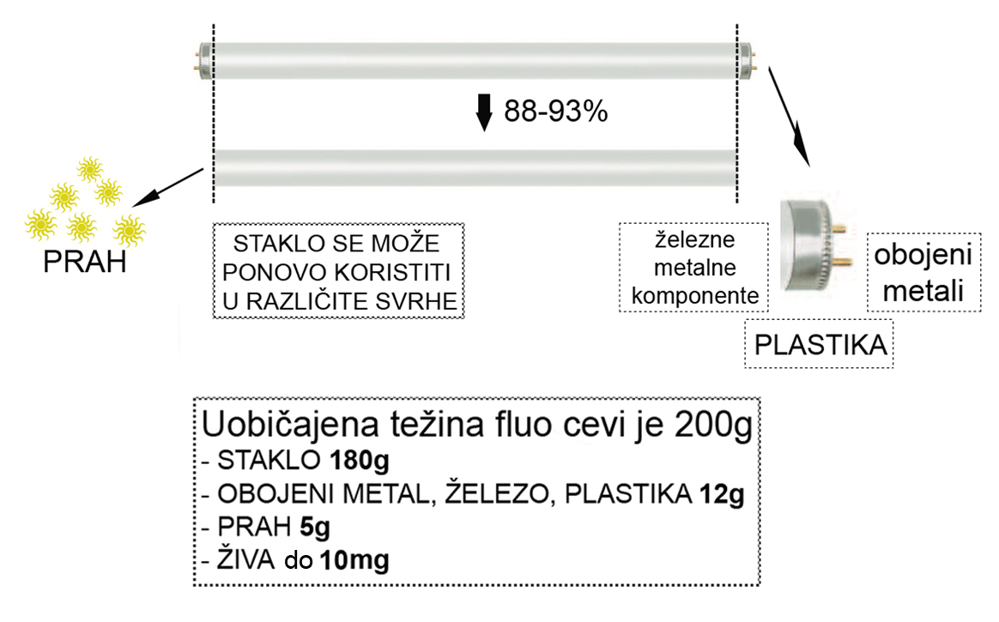 88-93%
PRAH
STAKLO SE MOŽE
PONOVO KORISTITI
U RAZLIČITE SVRHE
železne
metalne
komponente
obojeni
metali
PLASTIKA
Uobičajena težina fluo cevi je 200g
- STAKLO 180g
- OBOJENI METAL, ŽELEZO, PLASTIKA 12g
- PRAH 5g
- ŽIVA do 10mg